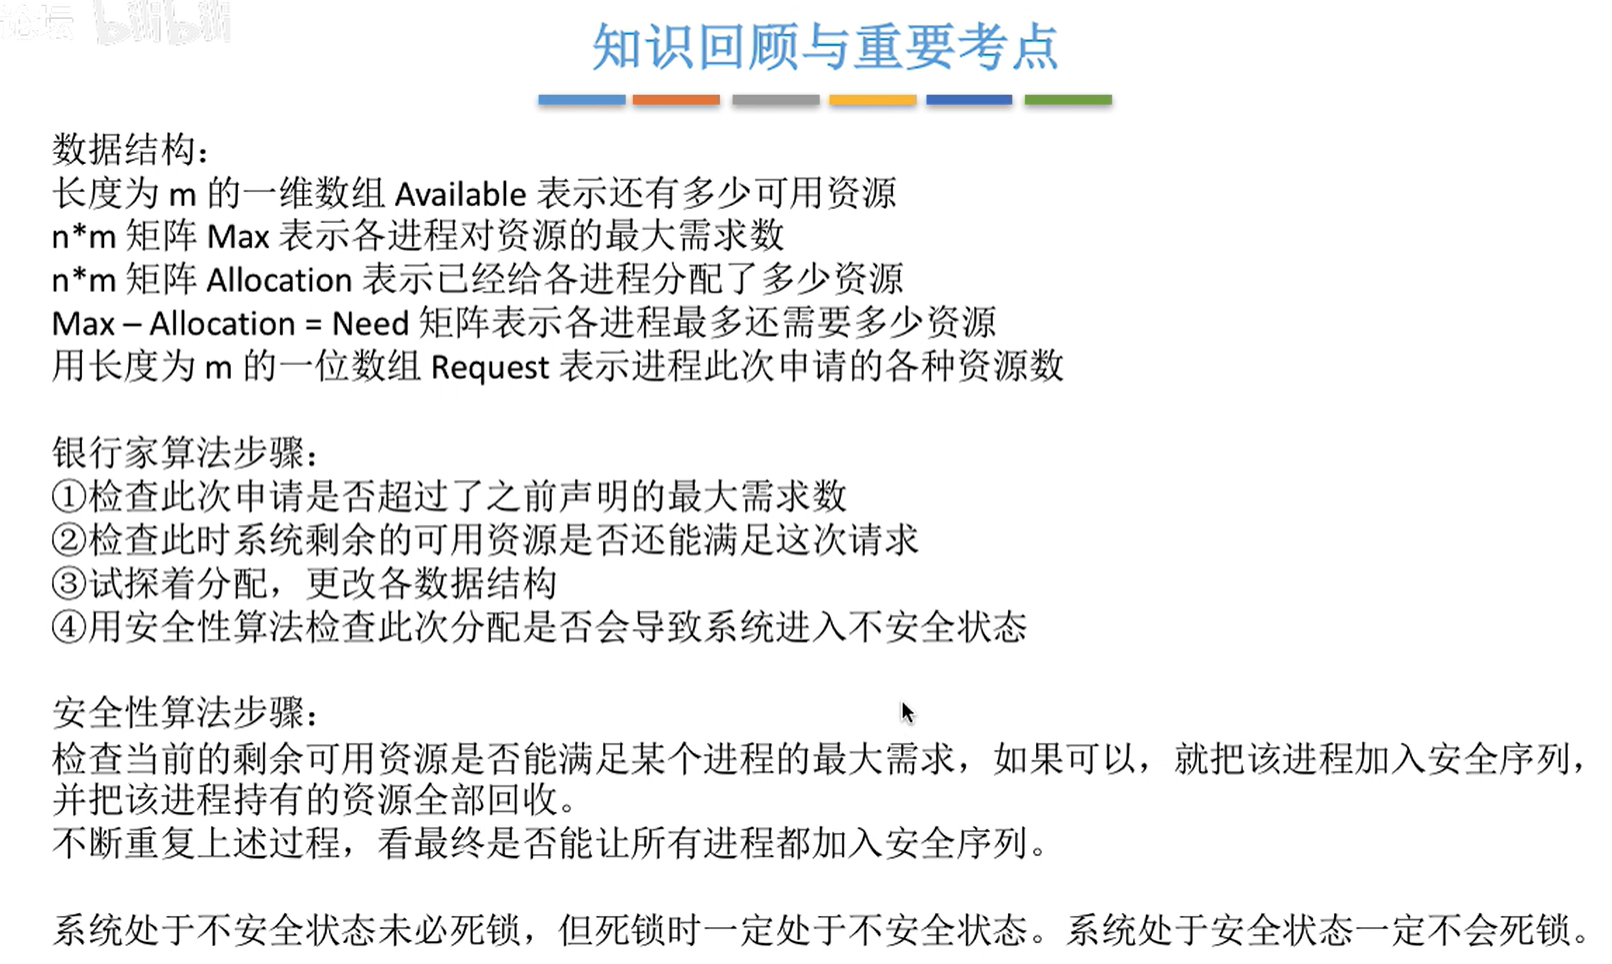 论坛 bilibili
知识回顾与重要考点
数据结构：
长度为 m 的一维数组 Available 表示还有多少可用资源
n*m 矩阵 Max 表示各进程对资源的最大需求数
n*m 矩阵 Allocation 表示已经给各进程分配了多少资源
Max – Allocation = Need 矩阵表示各进程最多还需要多少资源
用长度为 m 的一位数组 Request 表示进程此次申请的各种资源数
银行家算法步骤：
①检查此次申请是否超过了之前声明的最大需求数
②检查此时系统剩余的可用资源是否还能满足这次请求
③试探着分配，更改各数据结构
④用安全性算法检查此次分配是否会导致系统进入不安全状态
安全性算法步骤：
检查当前的剩余可用资源是否能满足某个进程的最大需求，如果可以，就把该进程加入安全序列，
并把该进程持有的资源全部回收。
不断重复上述过程，看最终是否能让所有进程都加入安全序列。
系统处于不安全状态未必死锁，但死锁时一定处于不安全状态。系统处于安全状态一定不会死锁。